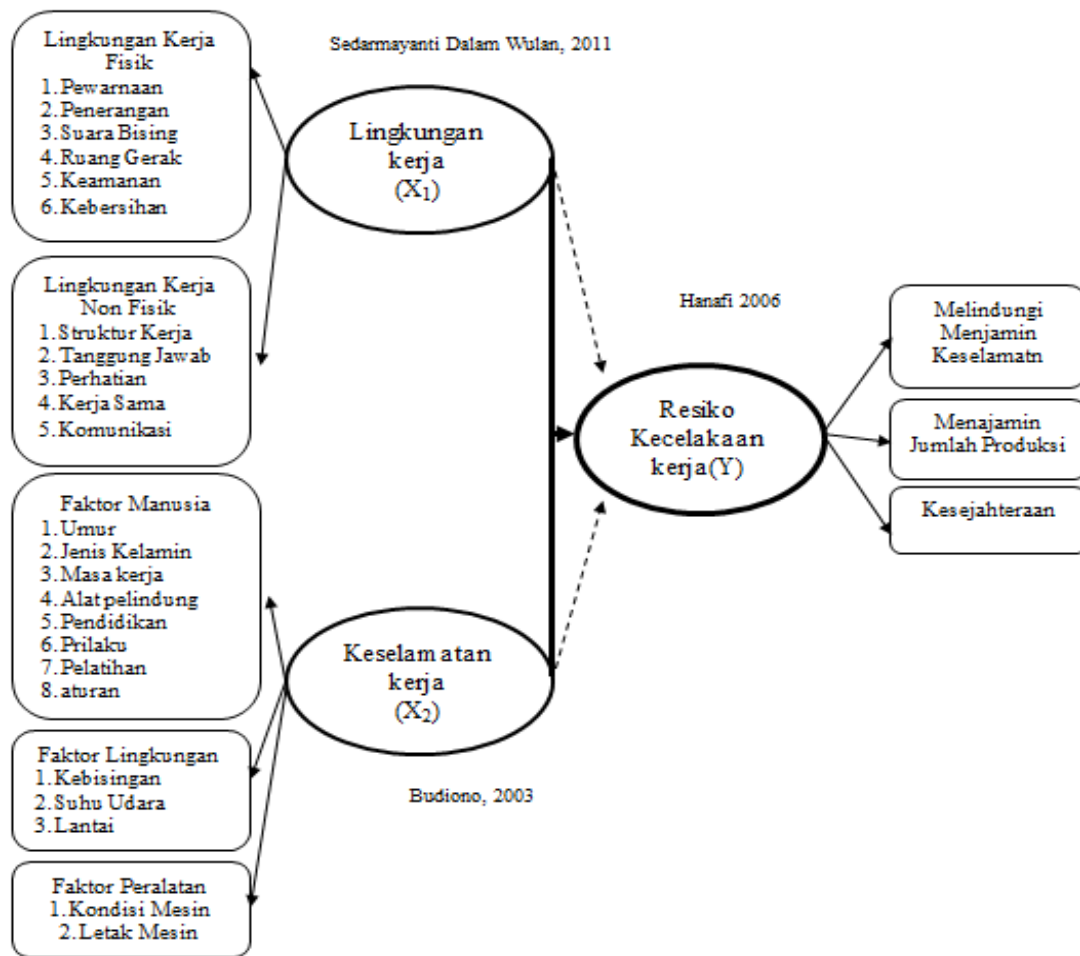 Lingkungan Kerja
Fisik
1. Pewarnaan
2. Penerangan
3. Suara Bising
4. Ruang Gerak
5. Keamanan
6. Kebersihan
Lingkungan Kerja
Non Fisik
1. Struktur Kerja
2. Tanggung Jawab
3. Perhatian
4. Kerja Sama
5. Komunikasi
Faktor Manusia
1. Umur
2. Jenis Kelamin
3. Masa kerja
4. Alat pelindung
5. Pendidikan
6. Prilaku
7. Pelatihan
8. aturan
Faktor Lingkungan
1. Kebisingan
2. Suhu Udara
3. Lantai
Faktor Peralatan
1. Kondisi Mesin
2. Letak Mesin
Sedarmayanti Dalam Wulan, 2011
Lingkungan
kerja
(X₁)
Keselamatan
kerja
(X₂)
Budiono, 2003
Hanafi 2006
Resiko
Kecelakaan
kerja(Y)
Melindungi
Menjamin
Keselamatn
Menajamin
Jumlah Produksi
Kesejahteraan